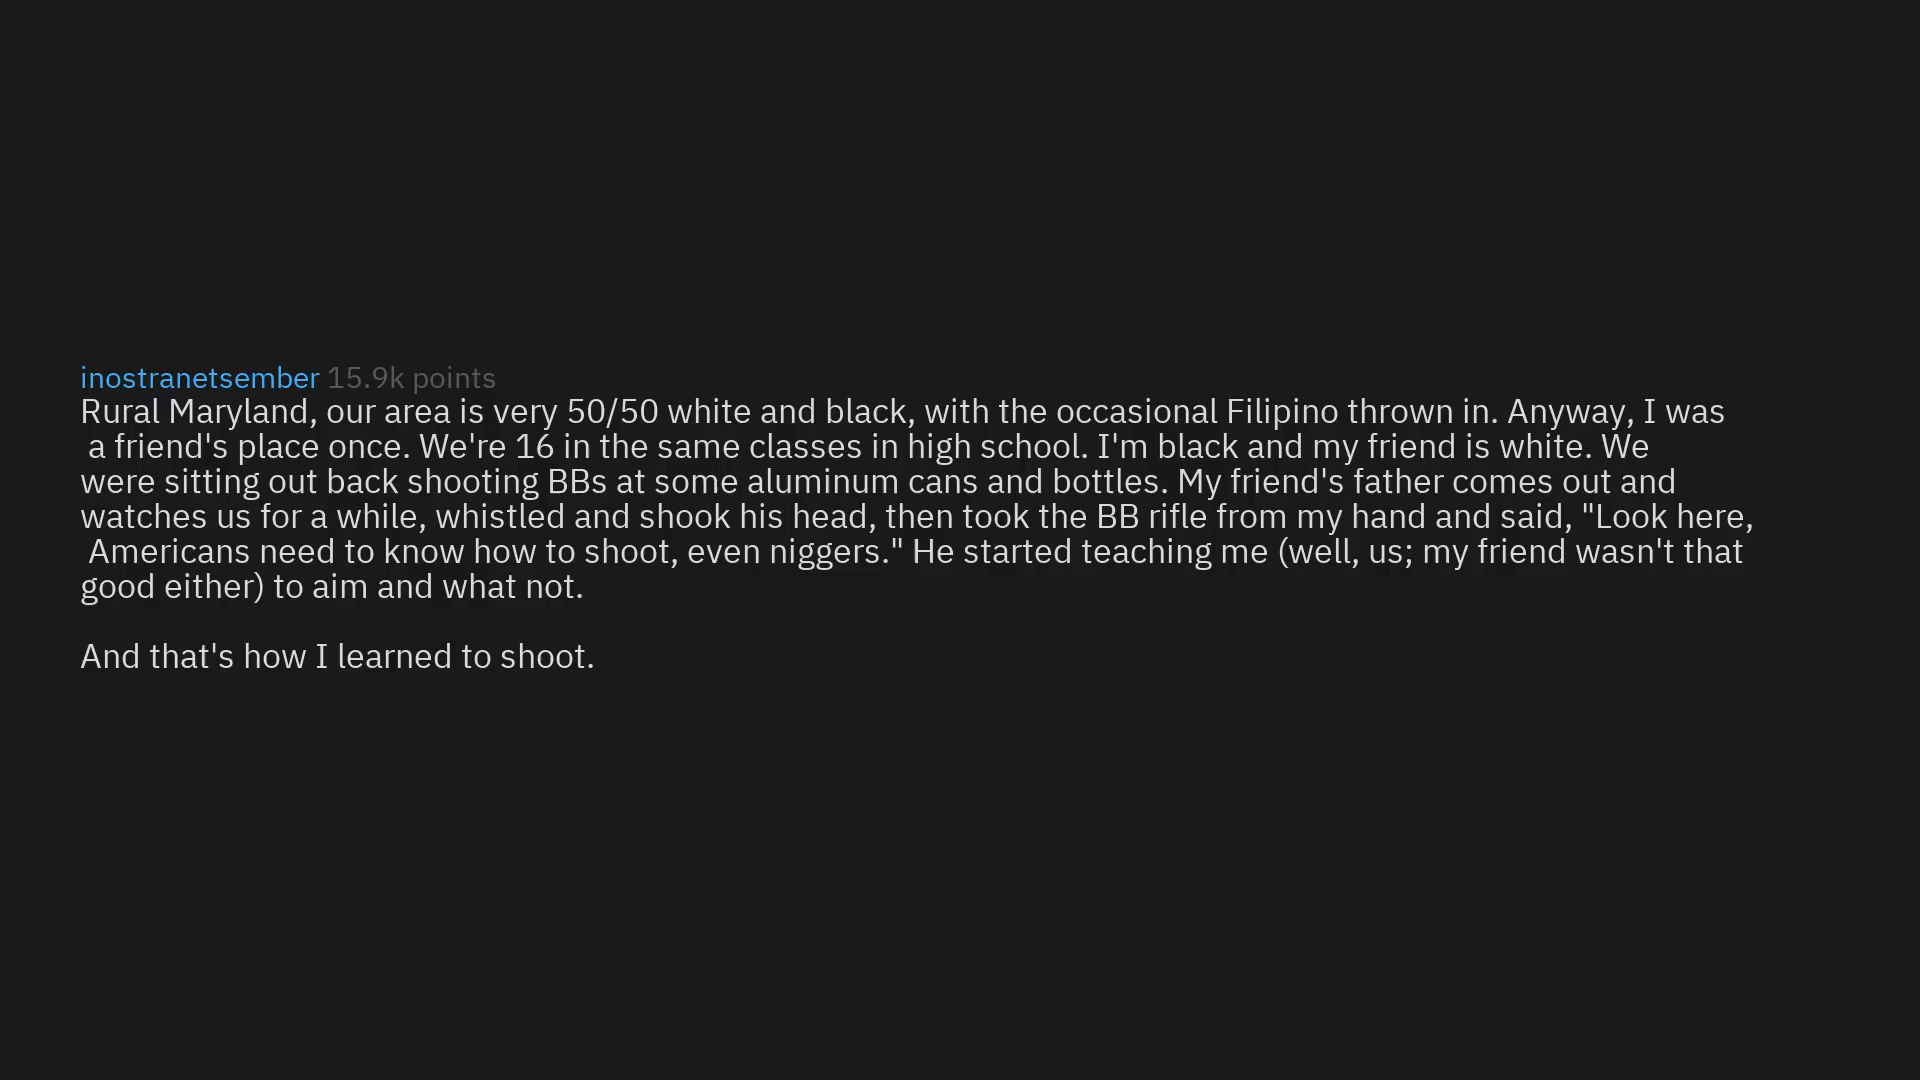 inostranetsember 15.9k points
Rural Maryland, our area is very 50/50 white and black, with the occasional Filipino thrown in. Anyway, I was
a friend's place once. We're 16 in the same classes in high school. I'm black and my friend is white. We
were sitting out back shooting BBs at some aluminum cans and bottles. My friend's father comes out and
watches us for a while, whistled and shook his head, then took the BB rifle from my hand and said, "Look here,
Americans need to know how to shoot, even niggers." He started teaching me (well, us; my friend wasn't that
good either) to aim and what not.
And that's how I learned to shoot.